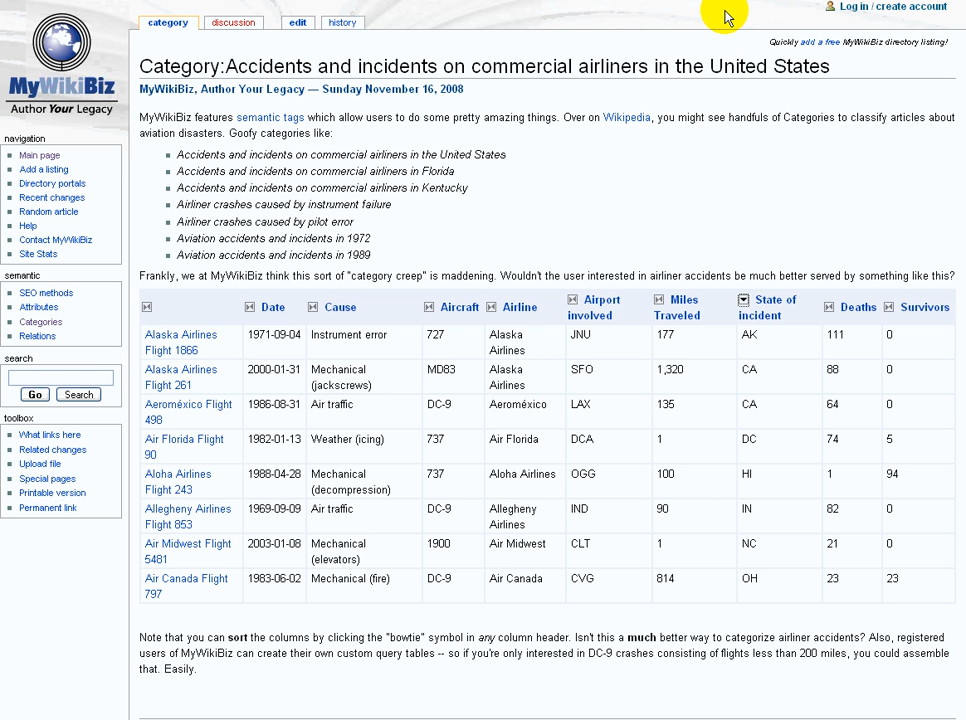 category
discussion
edit
history
Log in / create account
Quickly add a free MyWikiBiz directory listing!
MyWikiBiz
Author Your Legacy
Category:Accidents and incidents on commercial airliners in the United States
MyWikiBiz, Author Your Legacy — Sunday November 16, 2008
MyWikiBiz features semantic tags which allow users to do some pretty amazing things. Over on Wikipedia, you might see handfuls of Categories to classify articles about
aviation disasters. Goofy categories like:
Accidents and incidents on commercial airliners in the United States
Accidents and incidents on commercial airliners in Florida
Accidents and incidents on commercial airliners in Kentucky
Airliner crashes caused by instrument failure
Airliner crashes caused by pilot error
Aviation accidents and incidents in 1972
Aviation accidents and incidents in 1989
Frankly, we at MyWikiBiz think this sort of "category creep" is maddening. Wouldn't the user interested in airliner accidents be much better served by something like this?
navigation
Main page
Add a listing
Directory portals
Recent changes
Random article
Help
Contact MyWikiBiz
Site Stats
semantic
SEO methods
Attributes
Categories
Relations
search
Go Search
toolbox
What links here
Related changes
Upload file
Special pages
Printable version
Permanent link
Date Cause Aircraft Airline Airport involved Miles Traveled State of incident Deaths Survivors
Alaska Airlines Flight 1866 1971-09-04 Instrument error 727 Alaska Airlines JNU 177 AK 111 0
Alaska Airlines Flight 261 2000-01-31 Mechanical (jackscrews) MD83 Alaska Airlines SFO 1,320 CA 88 0
Aeroméxico Flight 498 1986-08-31 Air traffic DC-9 Aeroméxico LAX 135 CA 64 0
Air Florida Flight 90 1982-01-13 Weather (icing) 737 Air Florida DCA 1 DC 74 5
Aloha Airlines Flight 243 1988-04-28 Mechanical (decompression) 737 Aloha Airlines OGG 100 HI 1 94
Allegheny Airlines Flight 853 1969-09-09 Air traffic DC-9 Allegheny Airlines IND 90 IN 82 0
Air Midwest Flight 5481 2003-01-08 Mechanical (elevators) 1900 Air Midwest CLT 1 NC 21 0
Air Canada Flight 797 1983-06-02 Mechanical (fire) DC-9 Air Canada CVG 814 OH 23 23
Note that you can sort the columns by clicking the "bowtie" symbol in any column header. Isn't this a much better way to categorize airliner accidents? Also, registered
users of MyWikiBiz can create their own custom query tables -- so if you're only interested in DC-9 crashes consisting of flights less than 200 miles, you could assemble
that. Easily.